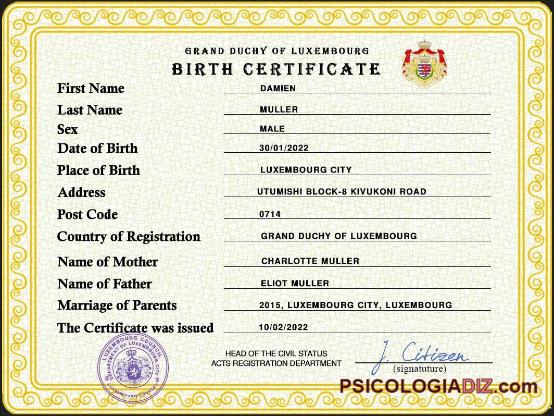 GRAND DUCHY OF LUXEMBOURG
BIRTH CERTIFICATE
First Name DAMIEN
Last Name MULLER
Sex MALE
Date of Birth 30/01/2022
Place of Birth LUXEMBOURG CITY
Address UTUMISHI BLOCK-8 KIVUKONI ROAD
Post Code 0714
Country of Registration GRAND DUCHY OF LUXEMBOURG
Name of Mother CHARLOTTE MULLER
Name of Father ELIOT MULLER
Marriage of Parents 2015, LUXEMBOURG CITY, LUXEMBOURG
The Certificate was issued 10/02/2022
HEAD OF THE CIVIL STATUS
ACTS REGISTRATION DEPARTMENT
J. Citizen
(signatuture)
PSICOLOGIADIZ.com